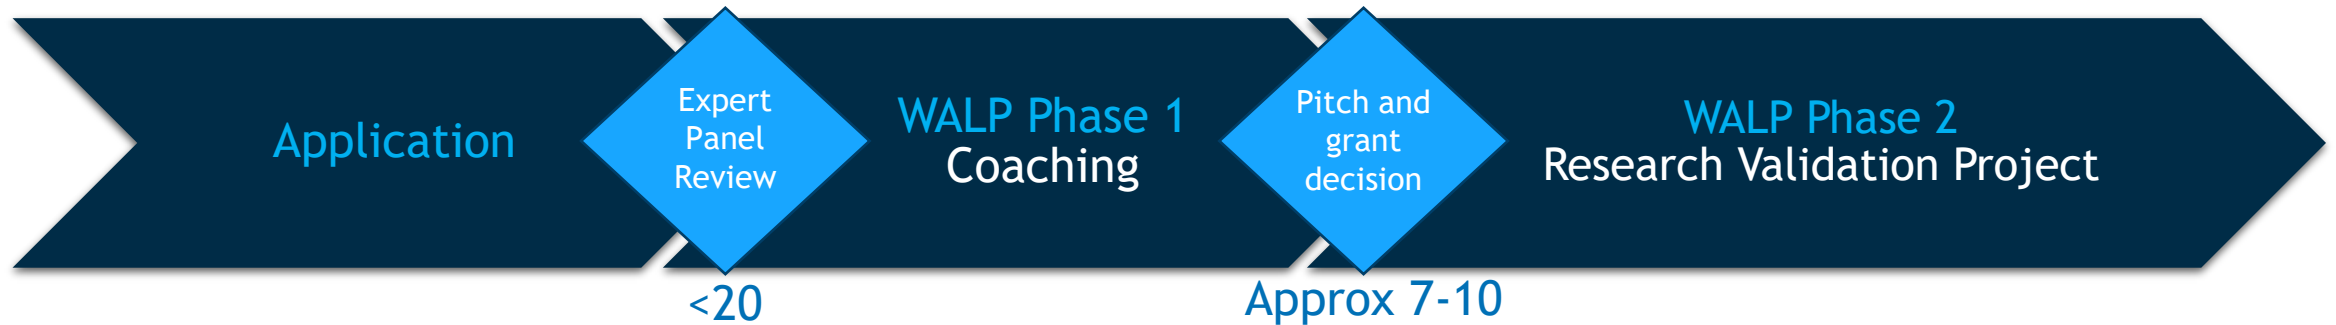 Application
Expert
Panel
Review
<20
WALP Phase 1
Coaching
Pitch and
grant
decision
Approx 7-10
WALP Phase 2
Research Validation Project